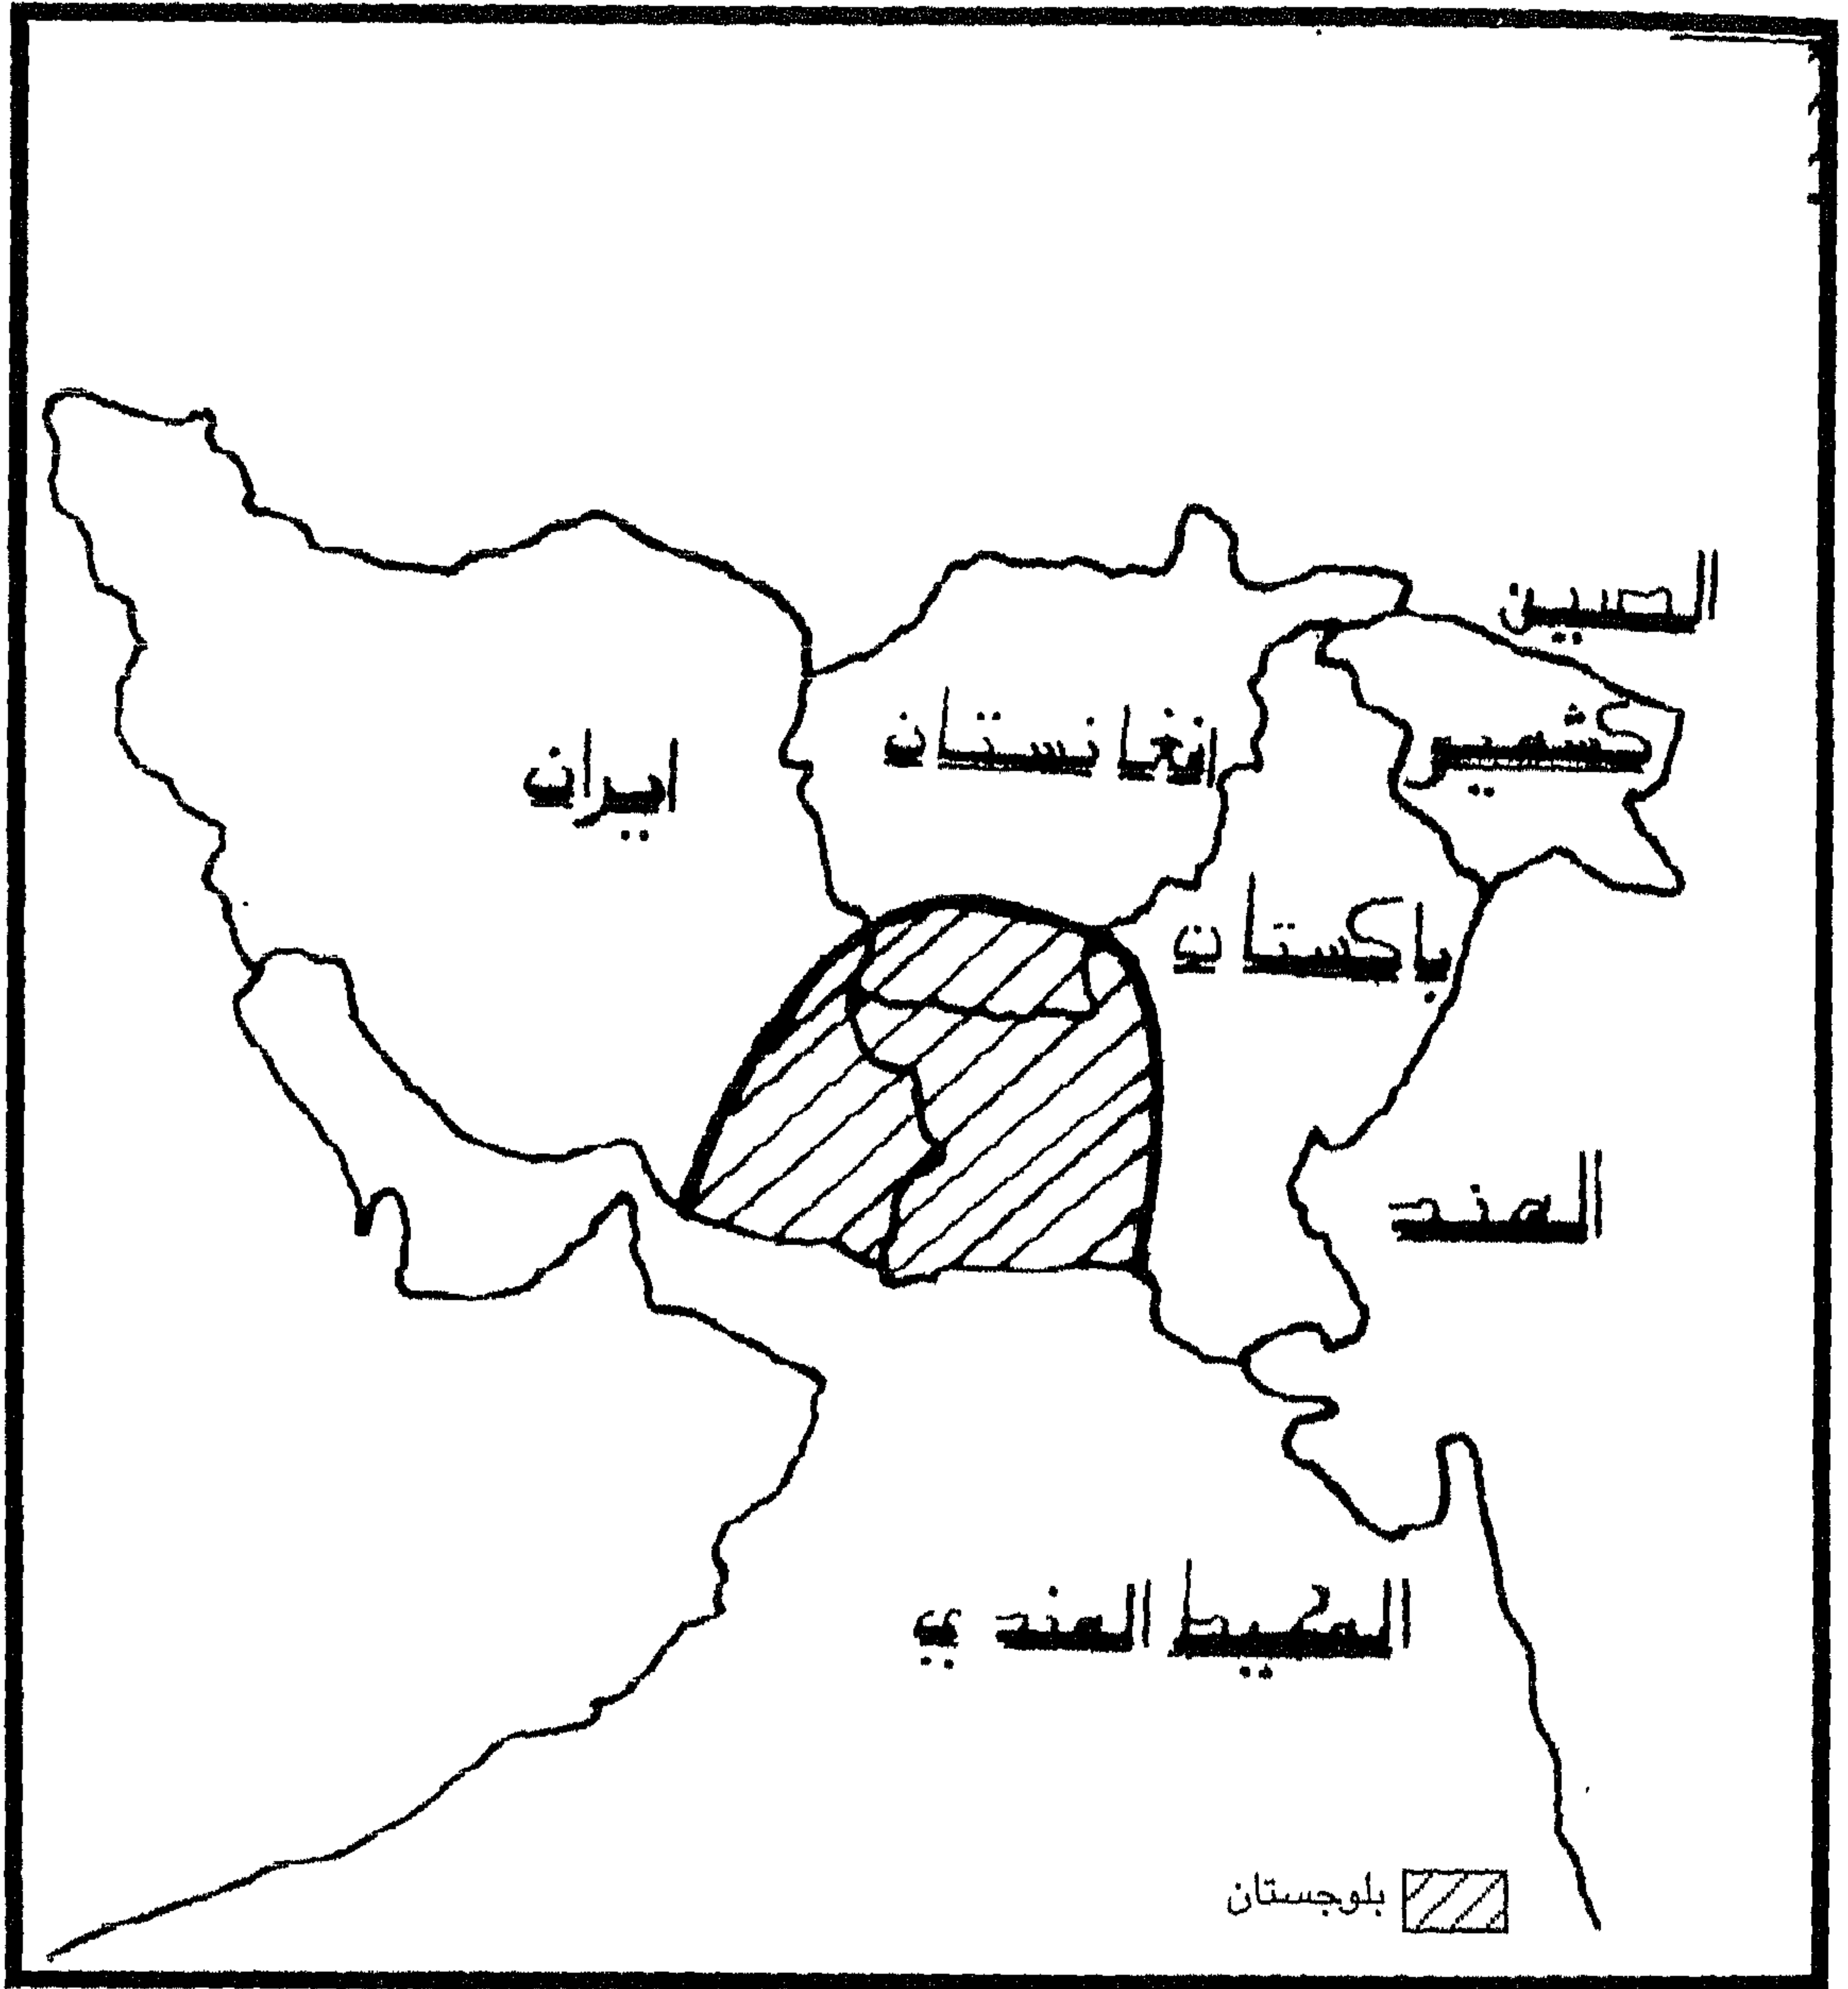 الصين
كشمير
افغانستان
ايران
باكستان
الهند
المحيط الهندي
بلوجستان